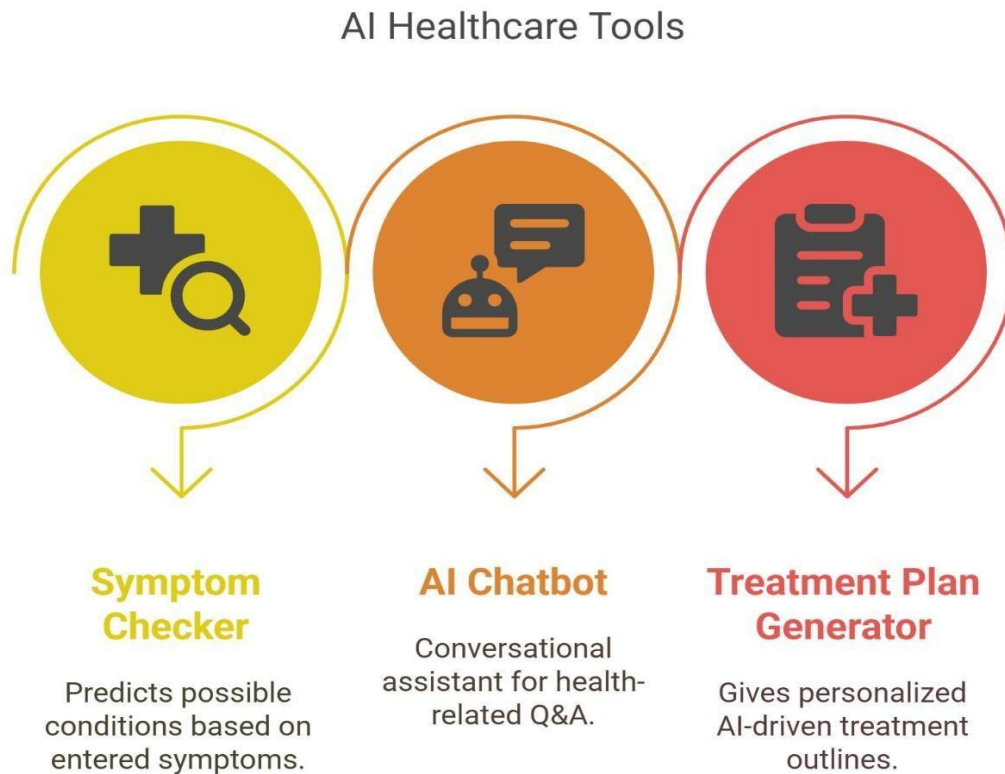 AI Healthcare Tools
Symptom
Checker
Predicts possible
conditions based on
entered symptoms.
AI Chatbot
Conversational
assistant for health-
related Q&A.
Treatment Plan
Generator
Gives personalized
AI-driven treatment
outlines.